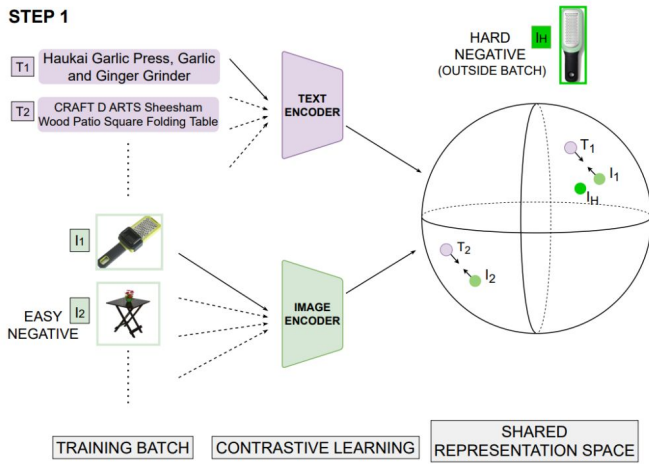 STEP 1
T1
Haukai Garlic Press, Garlic
and Ginger Grinder
T2
CRAFT D ARTS Sheesham
Wood Patio Square Folding Table
TEXT
ENCODER
IH
HARD
NEGATIVE
(OUTSIDE BATCH)
T1
I1
IH
T2
I2
I1
EASY
NEGATIVE
I2
IMAGE
ENCODER
TRAINING BATCH
CONTRASTIVE LEARNING
SHARED
REPRESENTATION SPACE